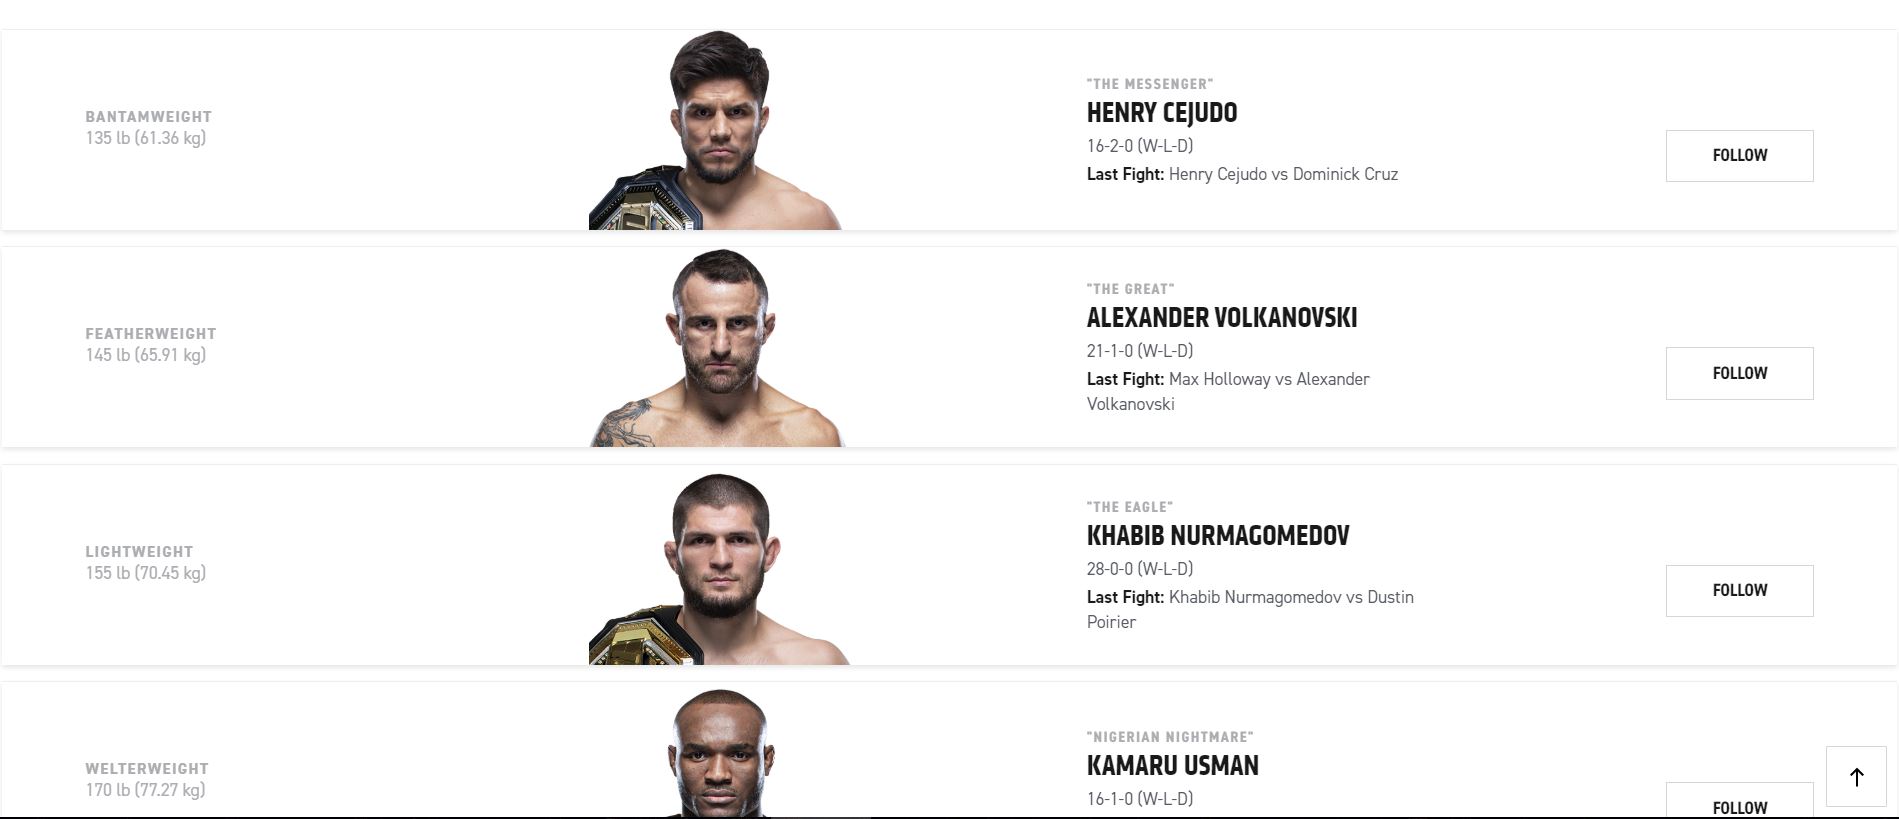 BANTAMWEIGHT
135 lb (61.36 kg)
"THE MESSENGER"
HENRY CEJUDO
16-2-0 (W-L-D)
Last Fight: Henry Cejudo vs Dominick Cruz
FOLLOW
FEATHERWEIGHT
145 lb (65.91 kg)
"THE GREAT"
ALEXANDER VOLKANOVSKI
21-1-0 (W-L-D)
Last Fight: Max Holloway vs Alexander
Volkanovski
FOLLOW
LIGHTWEIGHT
155 lb (70.45 kg)
"THE EAGLE"
KHABIB NURMAGOMEDOV
28-0-0 (W-L-D)
Last Fight: Khabib Nurmagomedov vs Dustin
Poirier
FOLLOW
WELTERWEIGHT
170 lb (77.27 kg)
"NIGERIAN NIGHTMARE"
KAMARU USMAN
16-1-0 (W-L-D)
FOLLOW